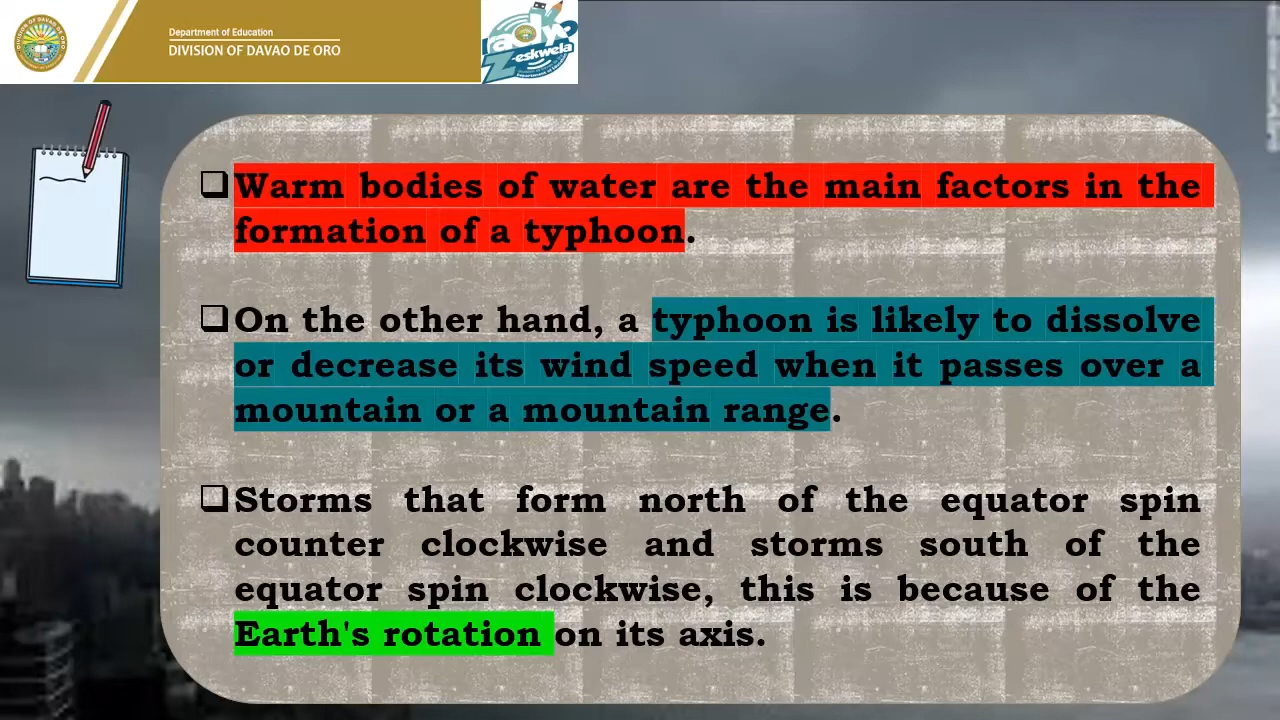 Department of Education
DIVISION OF DAVAO DE ORO
Warm bodies of water are the main factors in the
formation of a typhoon.
On the other hand, a typhoon is likely to dissolve
or decrease its wind speed when it passes over a
mountain or a mountain range.
Storms that form north of the equator spin
counter clockwise and storms south of the
equator spin clockwise, this is because of the
Earth's rotation on its axis.